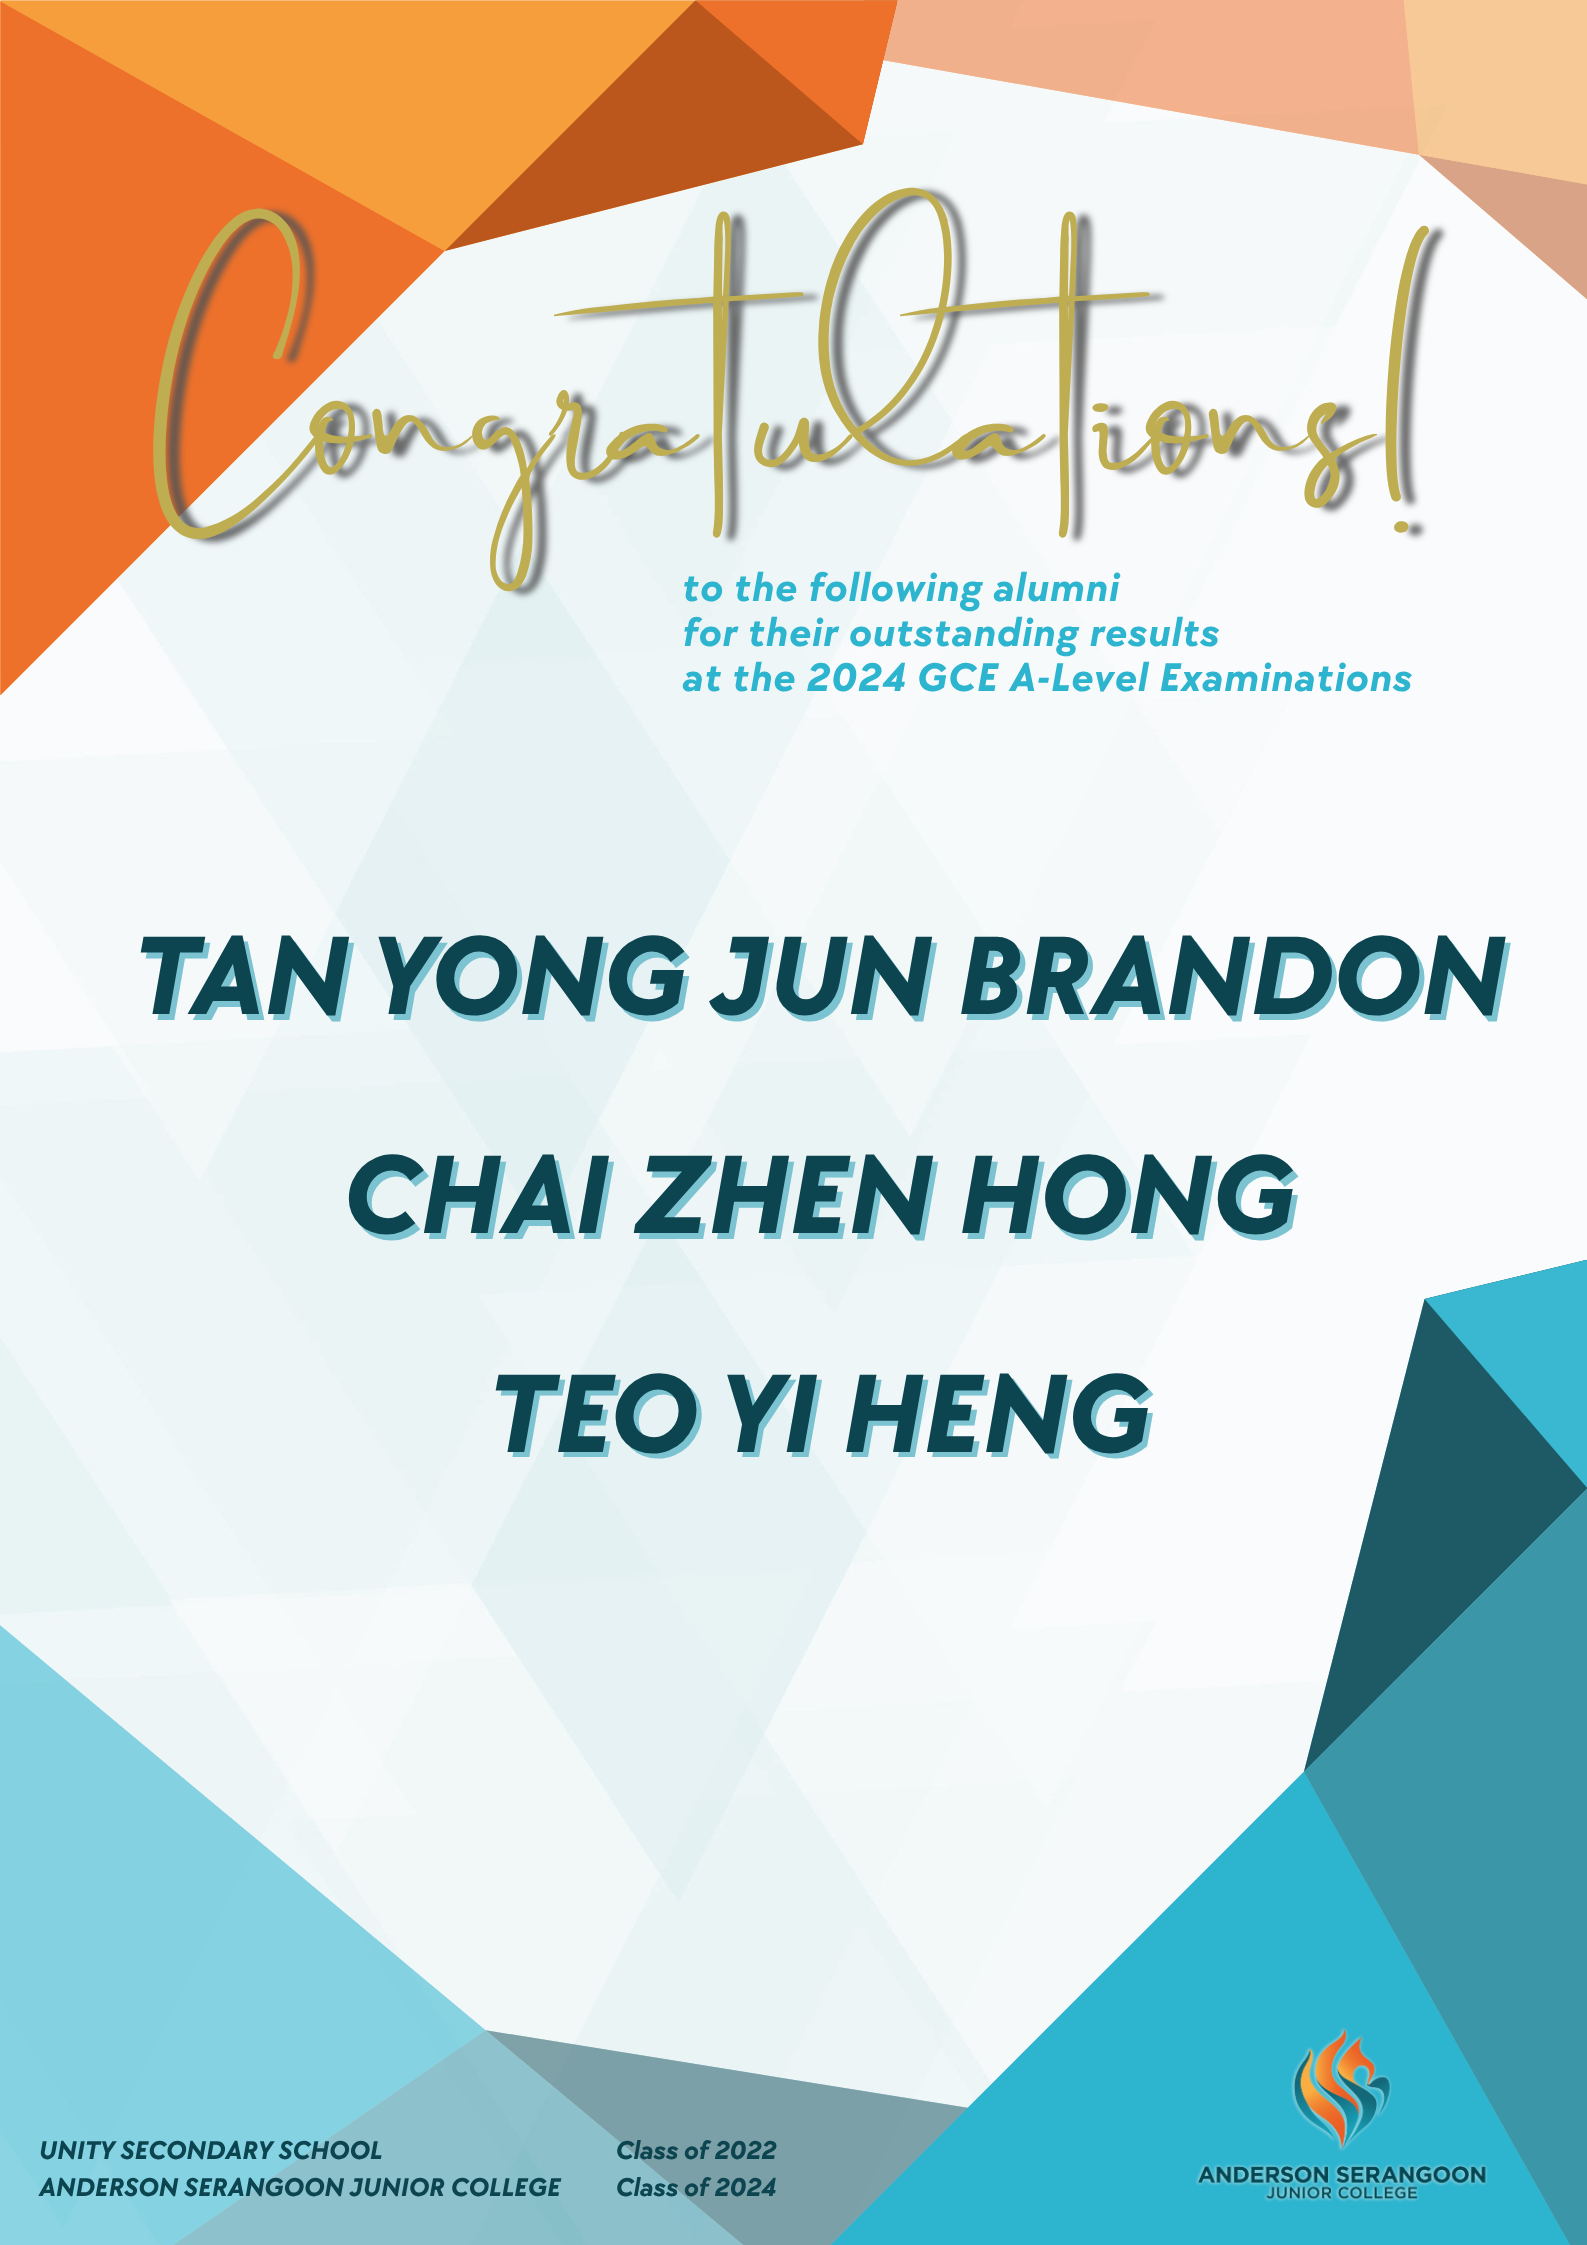 Congratulations!
to the following alumni
for their outstanding results
at the 2024 GCE A-Level Examinations
TAN YONG JUN BRANDON
CHAI ZHEN HONG
TEO YI HENG
UNITY SECONDARY SCHOOL Class of 2022
ANDERSON SERANGOON JUNIOR COLLEGE Class of 2024
ANDERSON SERANGOON
JUNIOR COLLEGE